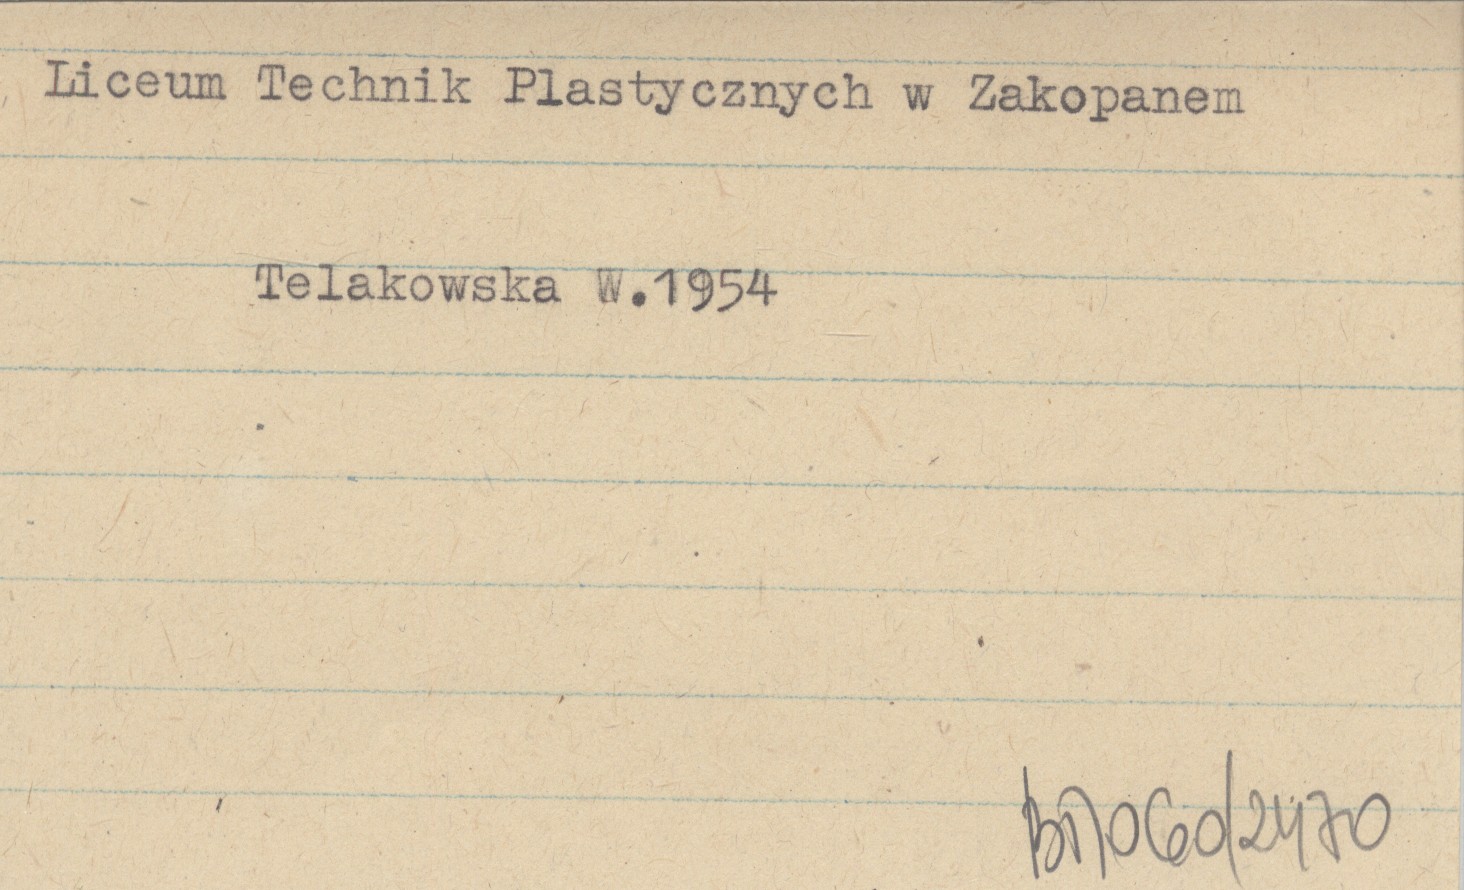 Liceum Technik Plastycznych w Zakopanem
Telakowska W.1954